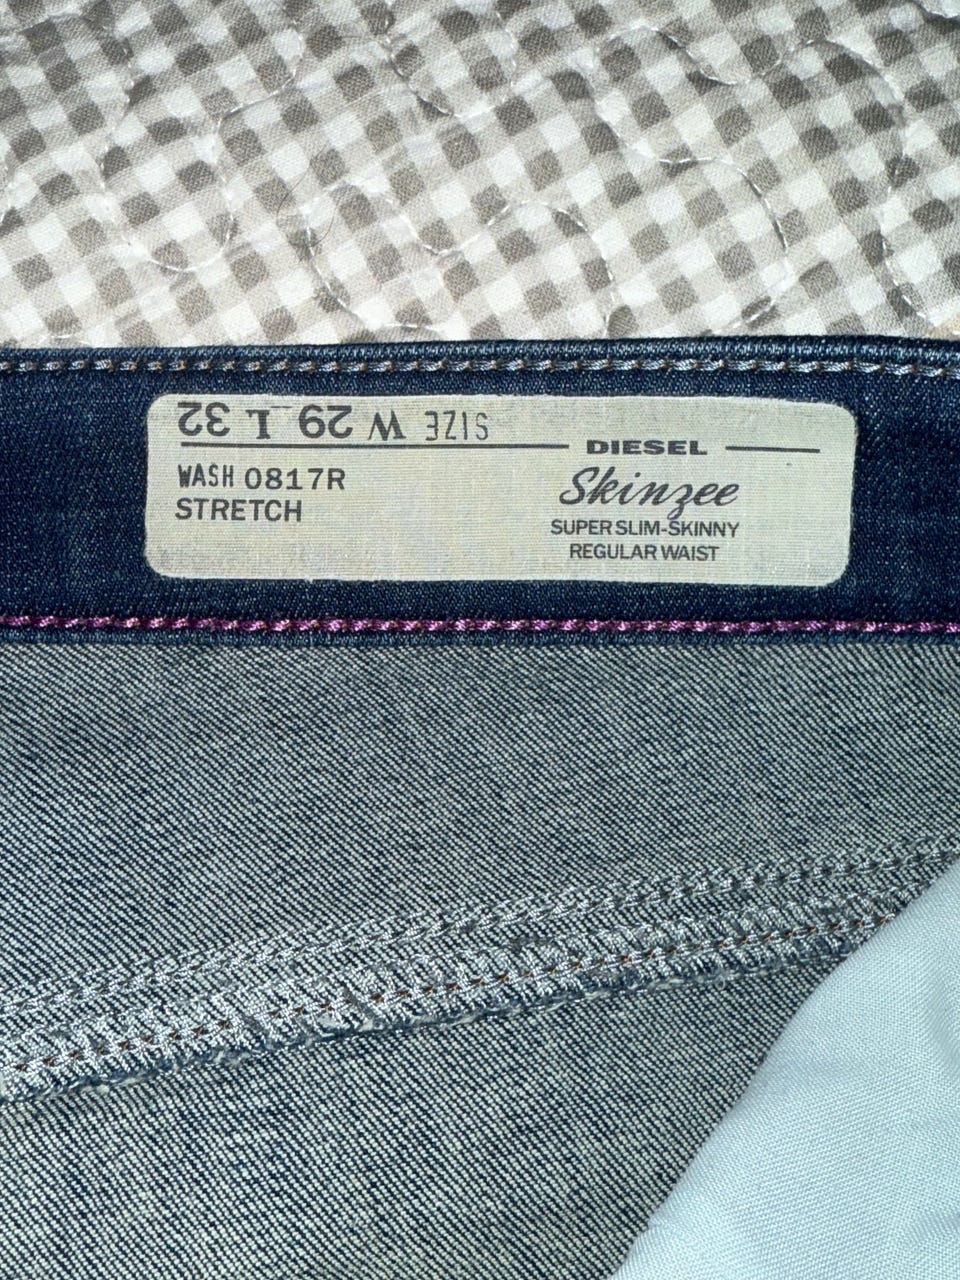 SIZE W 29 L 32
DIESEL
WASH 0817R
STRETCH
Skinzee
SUPER SLIM-SKINNY
REGULAR WAIST